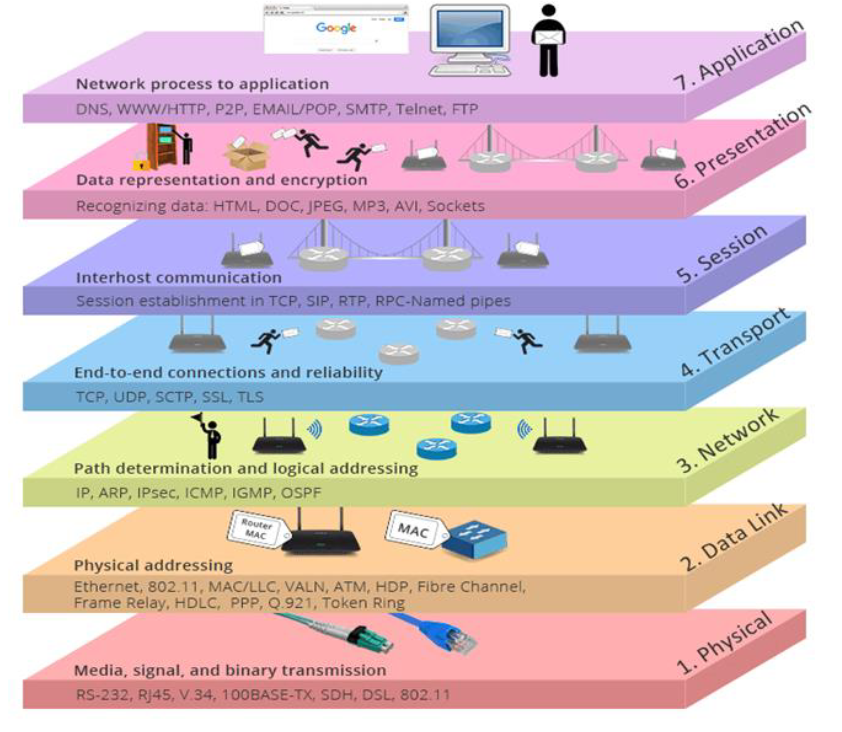 Google
7. Application
Network process to application
DNS, WWW/HTTP, P2P, EMAIL/POP, SMTP, Telnet, FTP
6. Presentation
Data representation and encryption
Recognizing data: HTML, DOC, JPEG, MP3, AVI, Sockets
5. Session
Interhost communication
Session establishment in TCP, SIP, RTP, RPC-Named pipes
4. Transport
End-to-end connections and reliability
TCP, UDP, SCTP, SSL, TLS
3. Network
Path determination and logical addressing
IP, ARP, IPsec, ICMP, IGMP, OSPF
2. Data Link
Router
MAC
MAC
Physical addressing
Ethernet, 802.11, MAC/LLC, VALN, ATM, HDP, Fibre Channel,
Frame Relay, HDLC, PPP, Q.921, Token Ring
1. Physical
Media, signal, and binary transmission
RS-232, RJ45, V.34, 100BASE-TX, SDH, DSL, 802.11